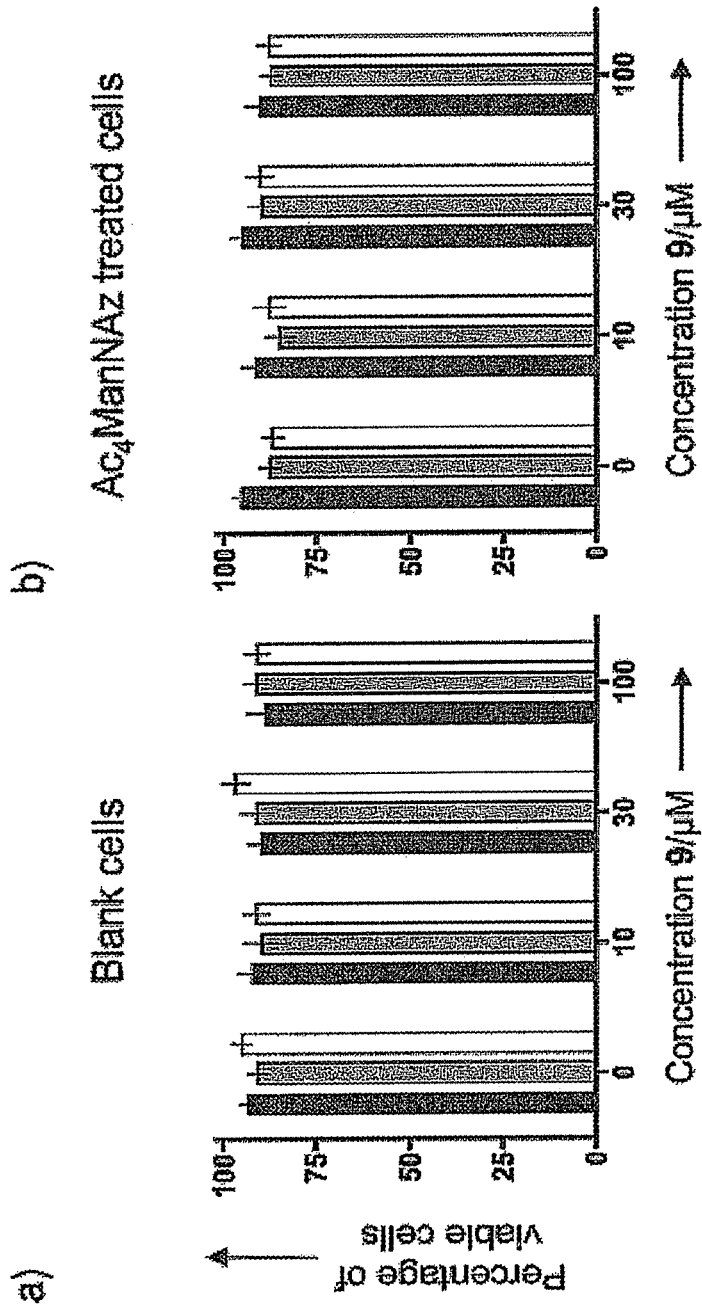 a)
Blank cells
Percentage of
viable cells
100
75
50
25
0
0
10
30
100
Concentration 9/µM
b)
Ac₄ManNAz treated cells
100
75
50
25
0
0
10
30
100
Concentration 9/µM